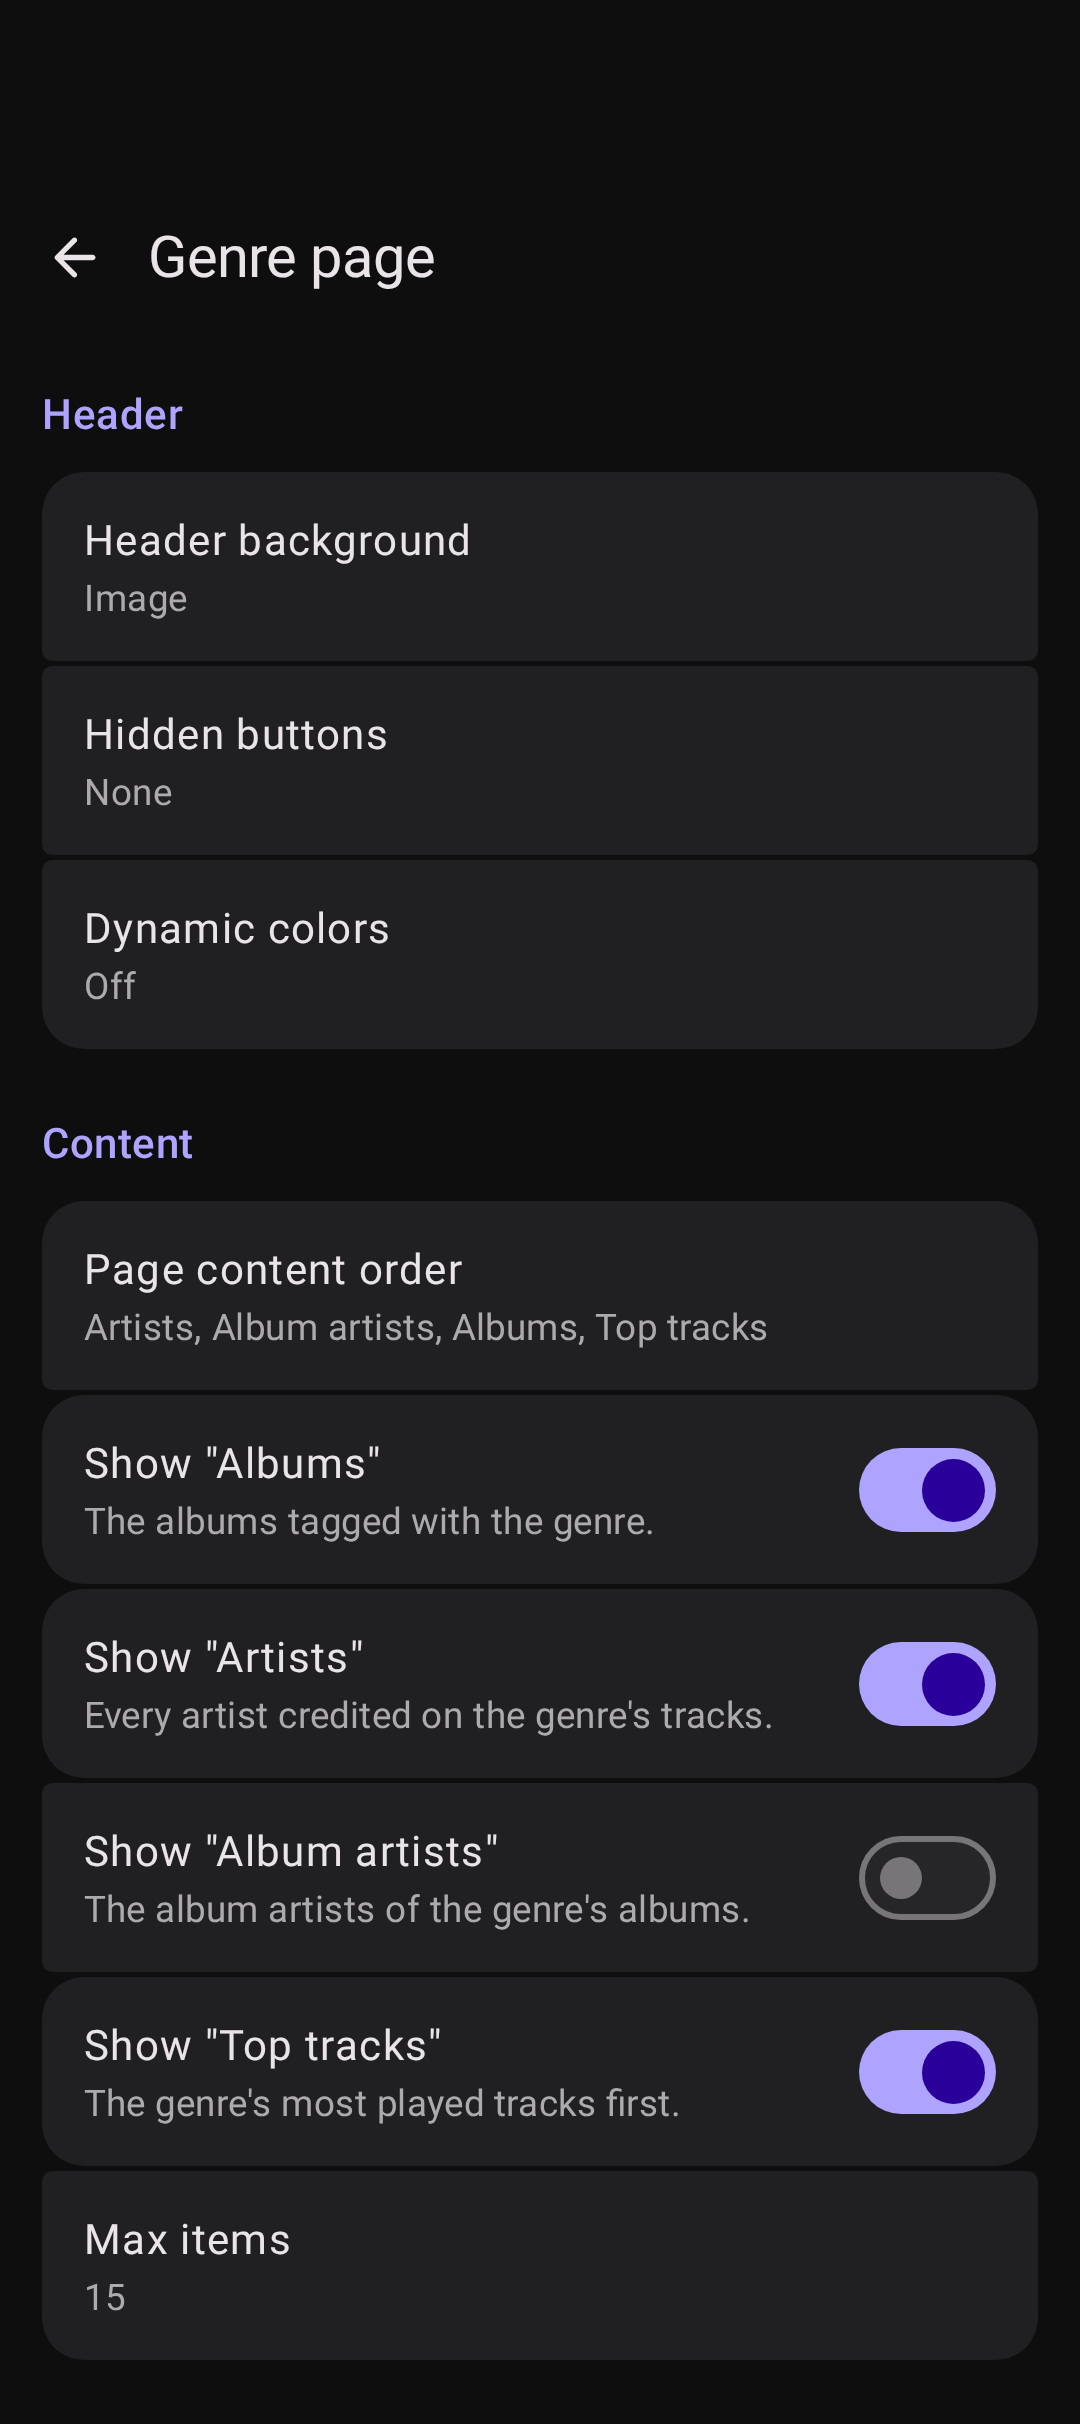 Genre page
Header
Header background
Image
Hidden buttons
None
Dynamic colors
Off
Content
Page content order
Artists, Album artists, Albums, Top tracks
Show "Albums"
The albums tagged with the genre.
Show "Artists"
Every artist credited on the genre's tracks.
Show "Album artists"
The album artists of the genre's albums.
Show "Top tracks"
The genre's most played tracks first.
Max items
15